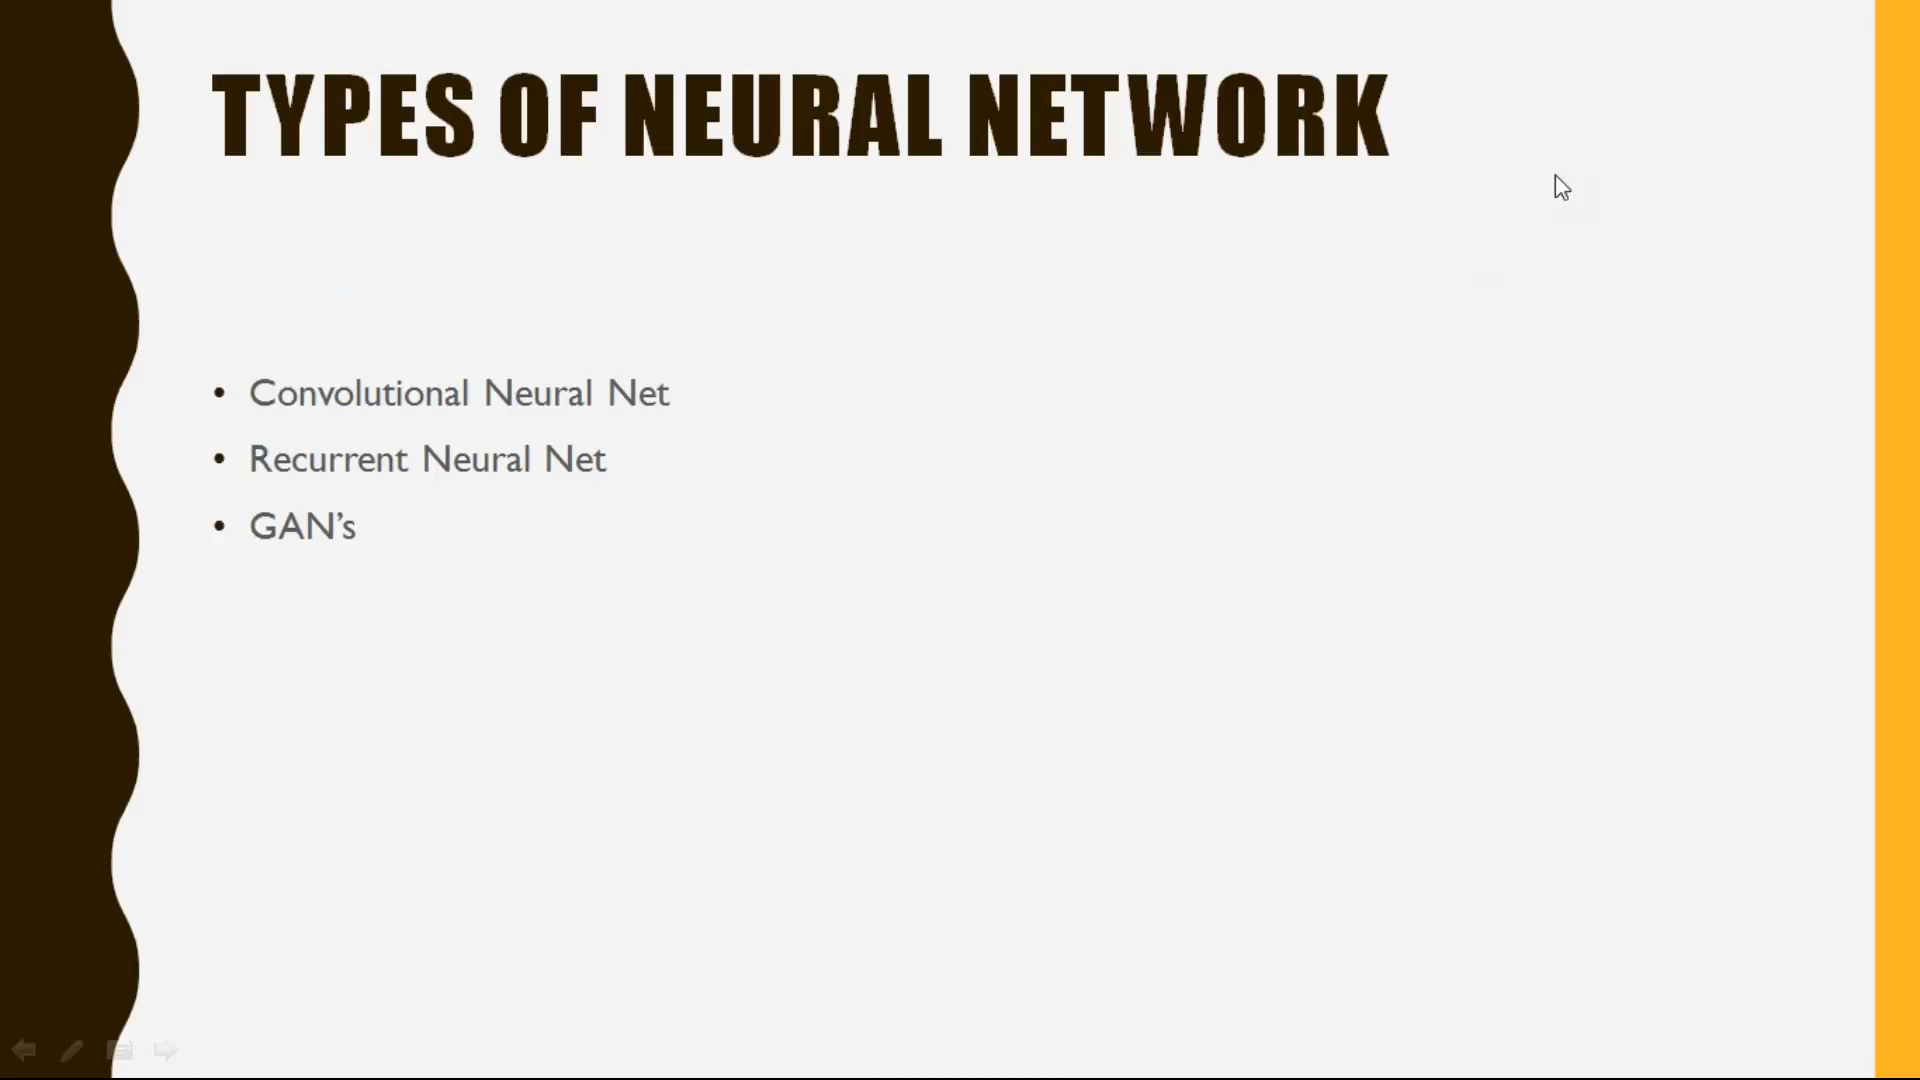 TYPES OF NEURAL NETWORK
• Convolutional Neural Net
• Recurrent Neural Net
• GAN’s